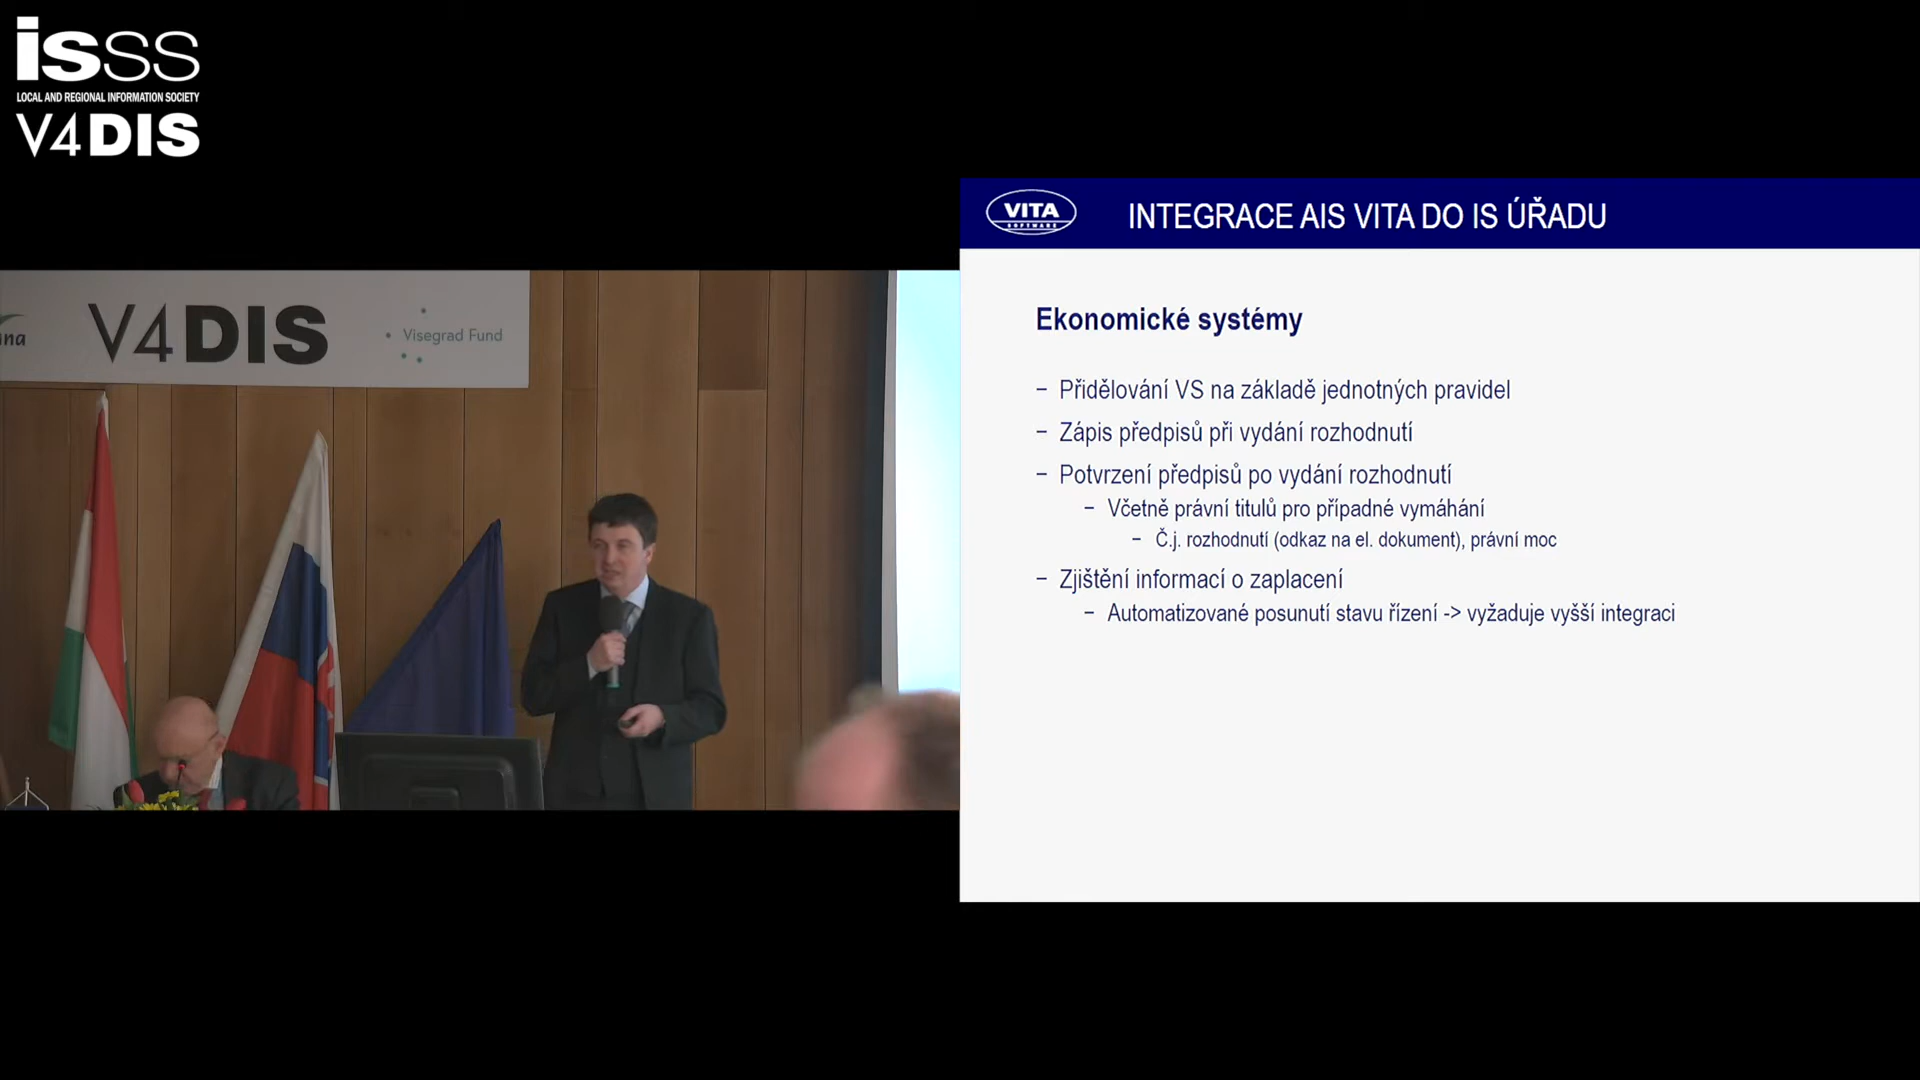 isss
LOCAL AND REGIONAL INFORMATION SOCIETY
V4DIS
V4DIS
Visegrad Fund
VITA
SOFTWARE
INTEGRACE AIS VITA DO IS ÚŘADU
Ekonomické systémy
– Přidělování VS na základě jednotných pravidel
– Zápis předpisů při vydání rozhodnutí
– Potvrzení předpisů po vydání rozhodnutí
– Včetně právní titulů pro případné vymáhání
– Č.j. rozhodnutí (odkaz na el. dokument), právní moc
– Zjištění informací o zaplacení
– Automatizované posunutí stavu řízení -> vyžaduje vyšší integraci